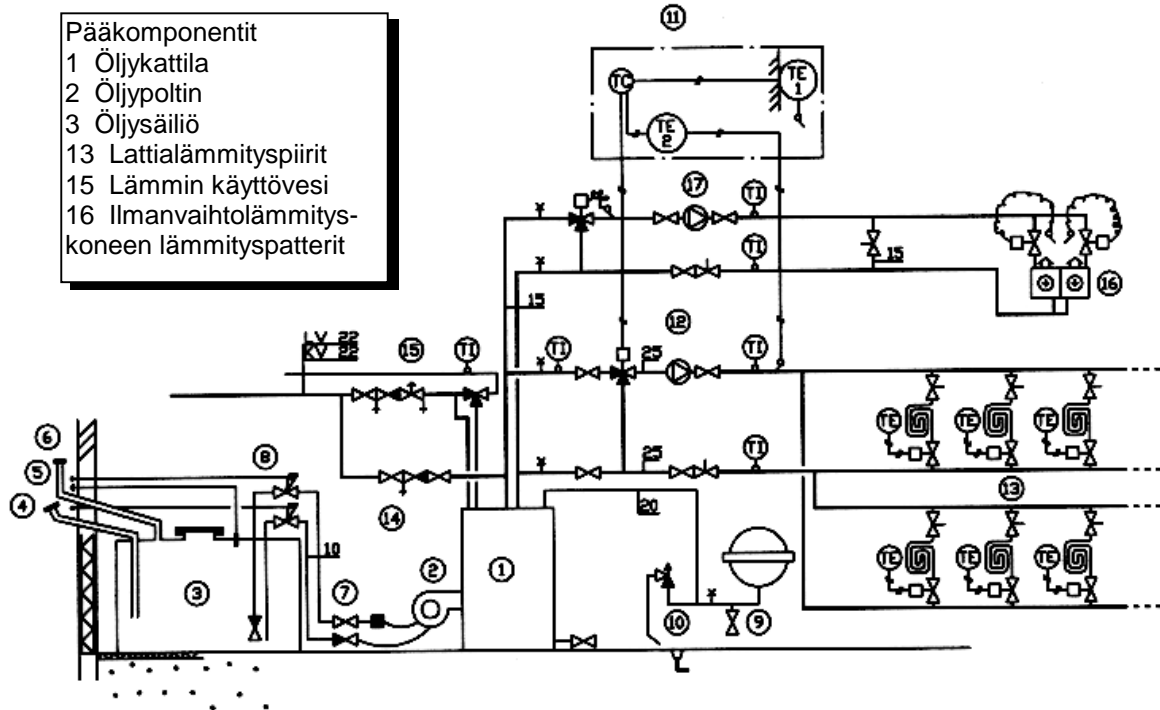 Pääkomponentit
1 Öljykattila
2 Öljypoltin
3 Öljysäiliö
13 Lattialämmityspiirit
15 Lämmin käyttövesi
16 Ilmanvaihtolämmitys-
koneen lämmityspatterit
11
TC
TE
1
TE
2
17
TI
TI
15
16
15
12
LV 22
KV 22
15
TI
TI
25
TI
6
5
4
8
14
25
TI
TE
TE
TE
13
20
10
3
7
2
1
10
9
TE
TE
TE